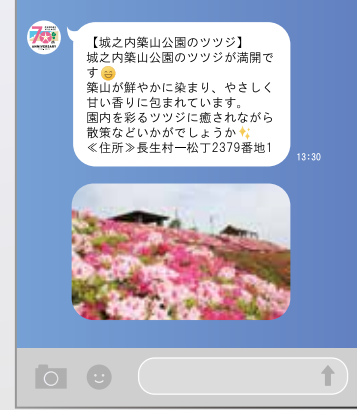 70th
ANNIVERSARY
【城之内築山公園のツツジ】
城之内築山公園のツツジが満開で
す😊
築山が鮮やかに染まり、やさしく
甘い香りに包まれています。
園内を彩るツツジに癒されながら
散策などいかがでしょうか✨
≪住所≫長生村一松丁2379番地1
13:30